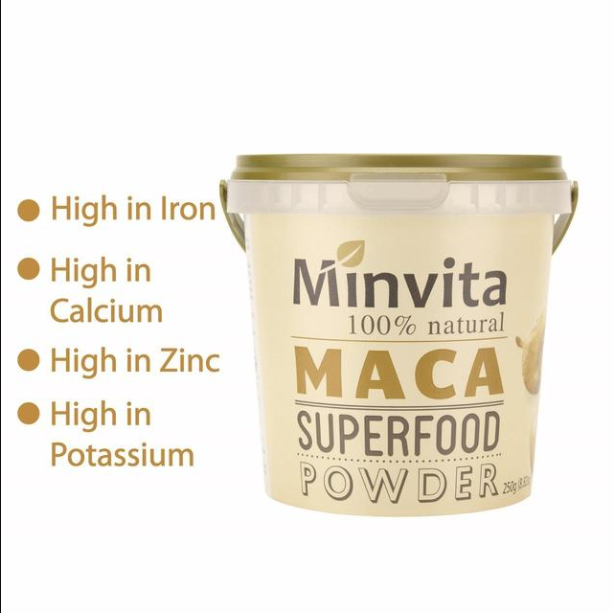 High in Iron
High in
Calcium
High in Zinc
High in
Potassium
Minvita
100% natural
MACA
SUPERFOOD
POWDER
250g